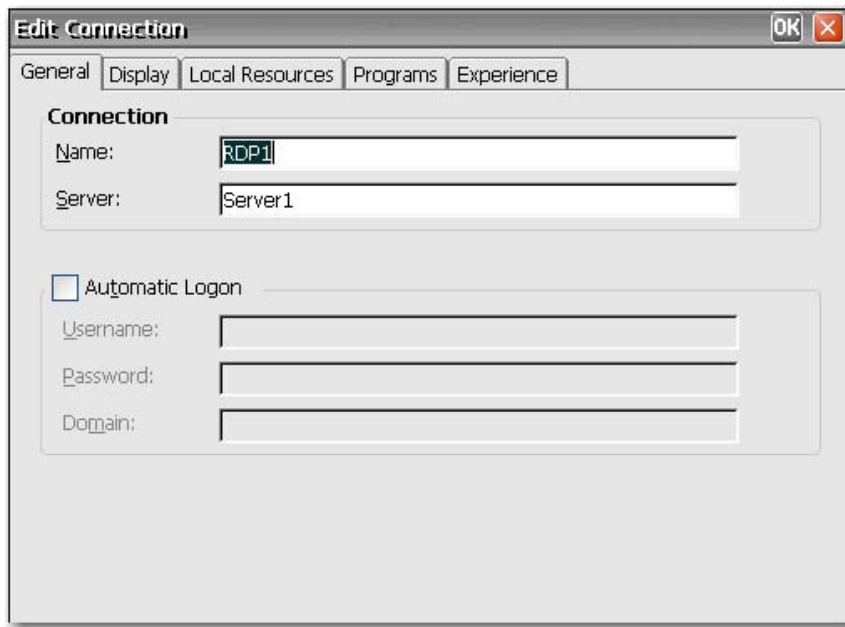 Edit Connection OK
General Display Local Resources Programs Experience
Connection
Name: RDP1
Server: Server1
Automatic Logon
Username:
Password:
Domain: